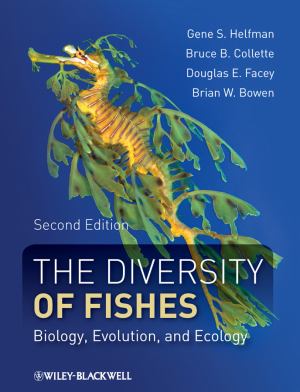 Gene S. Helfman
Bruce B. Collette
Douglas E. Facey
Brian W. Bowen
Second Edition
THE DIVERSITY
OF FISHES
Biology, Evolution, and Ecology
WILEY-BLACKWELL